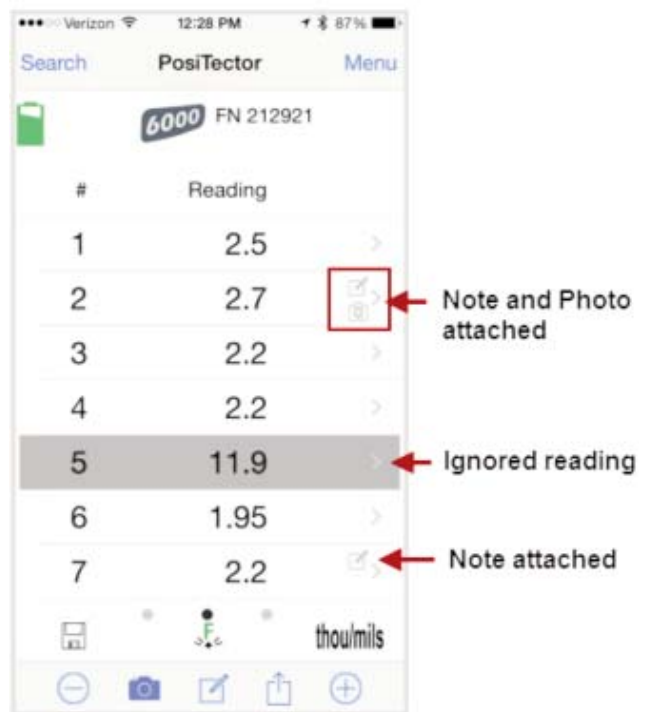 Verizon 12:28 PM 87%
Search PosiTector Menu
6000 FN 212921
# Reading
1 2.5
2 2.7
Note and Photo
attached
3 2.2
4 2.2
5 11.9 Ignored reading
6 1.95
7 2.2 Note attached
F thou/mils